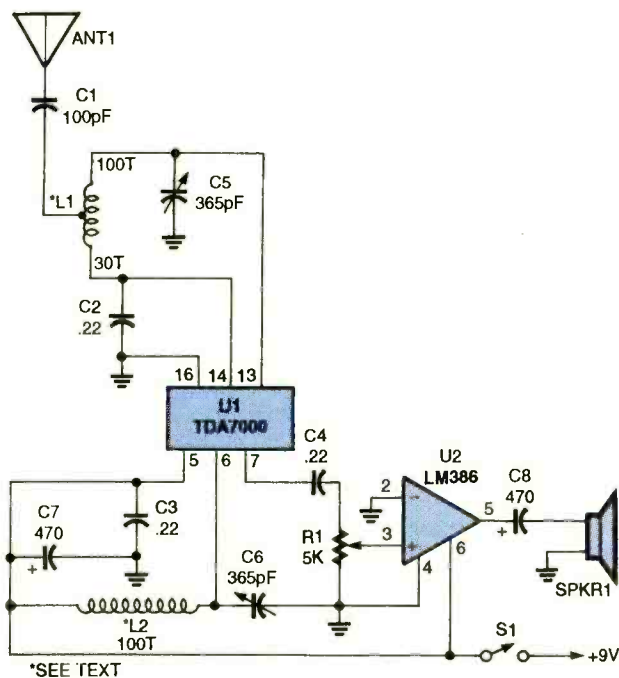 ANT1
C1
100pF
100T
*L1
C5
365pF
30T
C2
.22
16
14
13
U1
TDA7000
5
6
7
C4
.22
U2
LM386
C8
470
C7
470
+
C3
.22
R1
5K
2
-
3
+
4
5
6
+
C6
365pF
SPKR1
*L2
100T
S1
+9V
*SEE TEXT